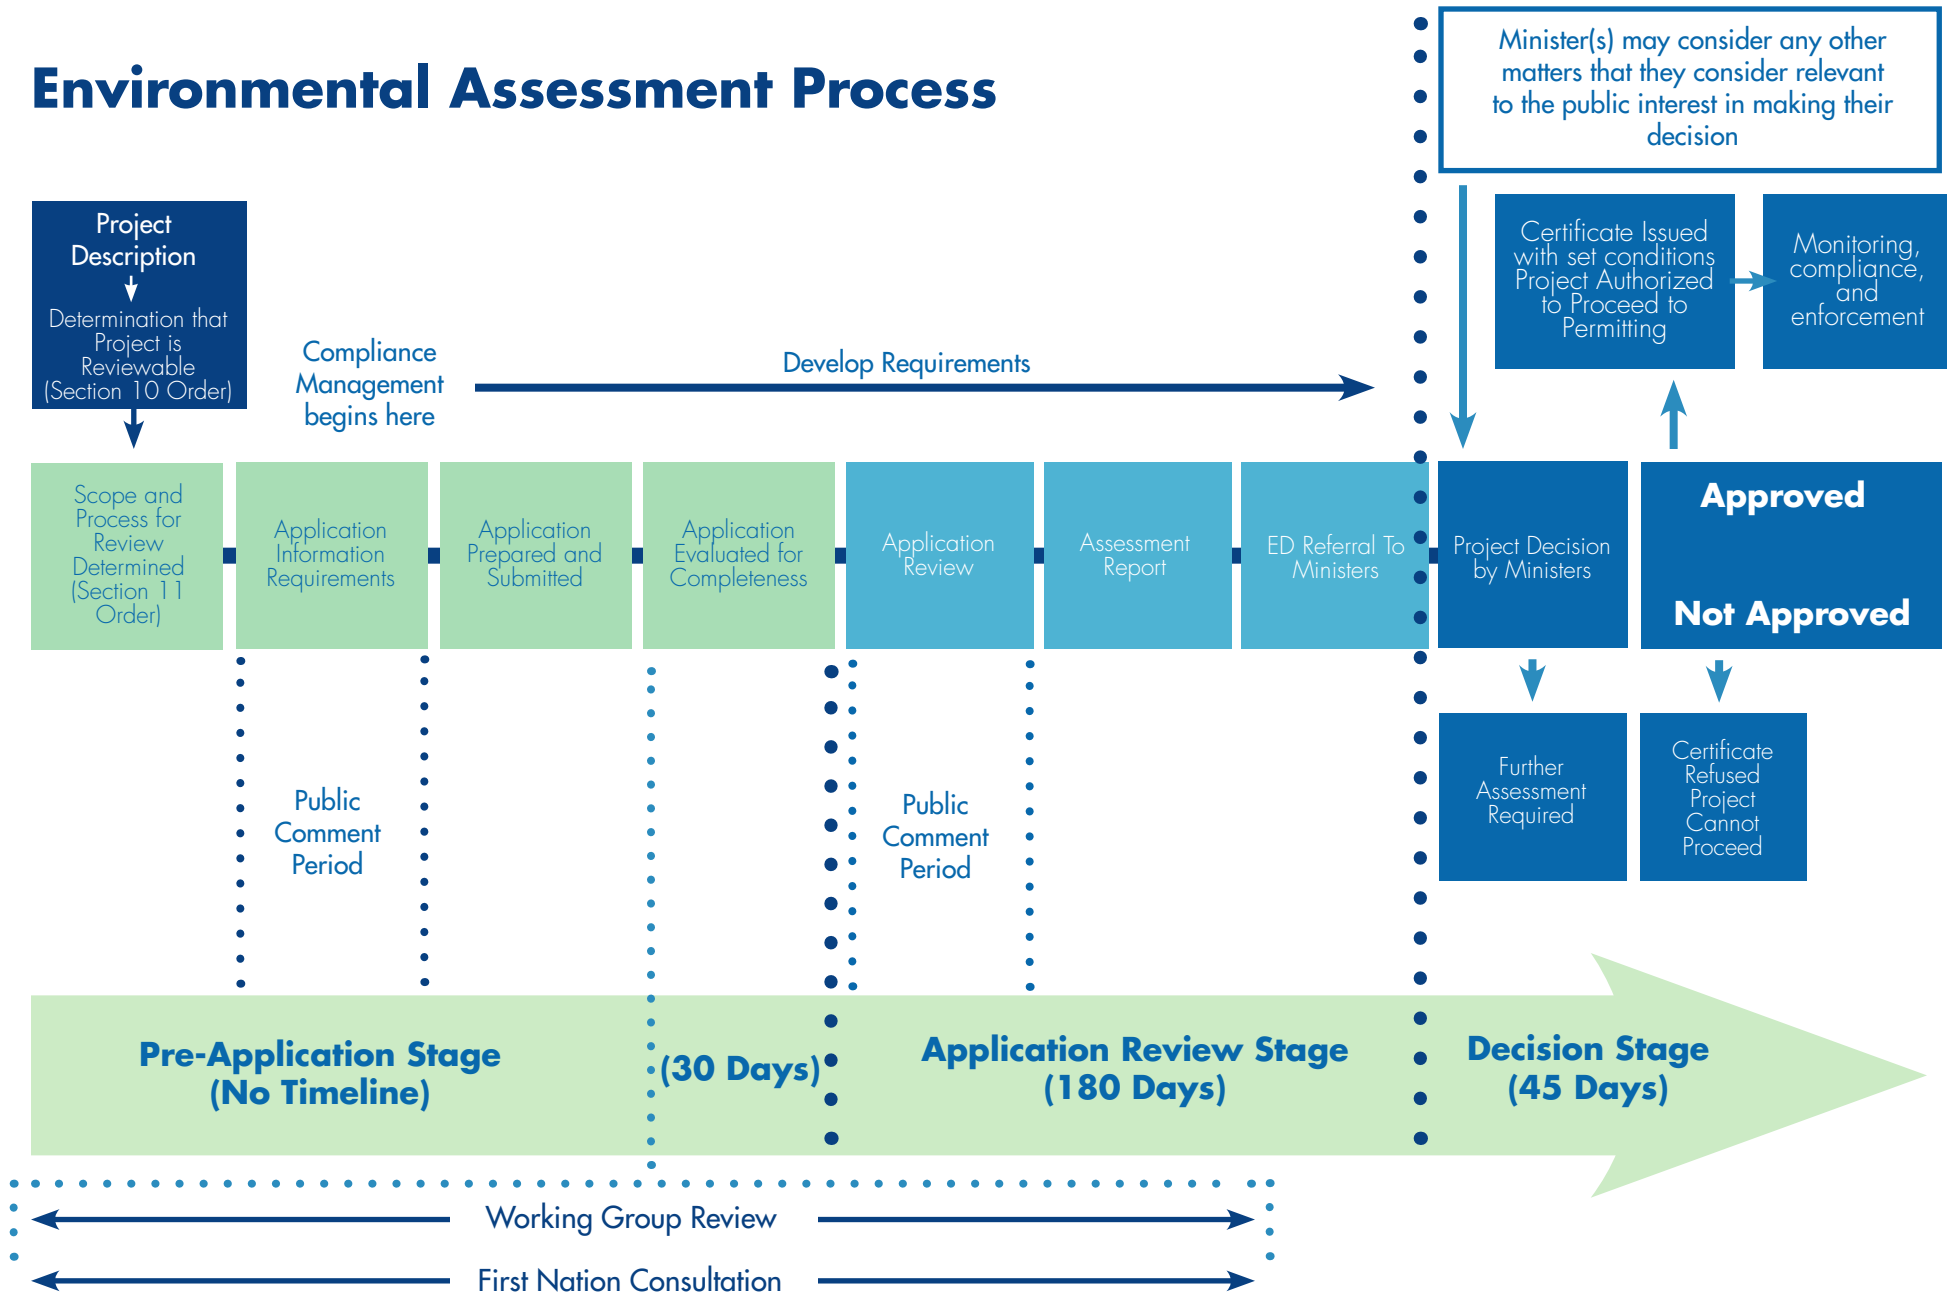 Environmental Assessment Process
Minister(s) may consider any other
matters that they consider relevant
to the public interest in making their
decision
Project
Description
Determination that
Project is
Reviewable
(Section 10 Order)
Compliance
Management
begins here
Develop Requirements
Certificate Issued
with set conditions
Project Authorized
to Proceed to
Permitting
Monitoring,
compliance,
and
enforcement
Scope and
Process for
Review
Determined
(Section 11
Order)
Application
Information
Requirements
Application
Prepared and
Submitted
Application
Evaluated for
Completeness
Application
Review
Assessment
Report
ED Referral To
Ministers
Project Decision
by Ministers
Approved
Not Approved
Public
Comment
Period
Public
Comment
Period
Further
Assessment
Required
Certificate
Refused
Project
Cannot
Proceed
Pre-Application Stage
(No Timeline)
(30 Days)
Application Review Stage
(180 Days)
Decision Stage
(45 Days)
Working Group Review
First Nation Consultation